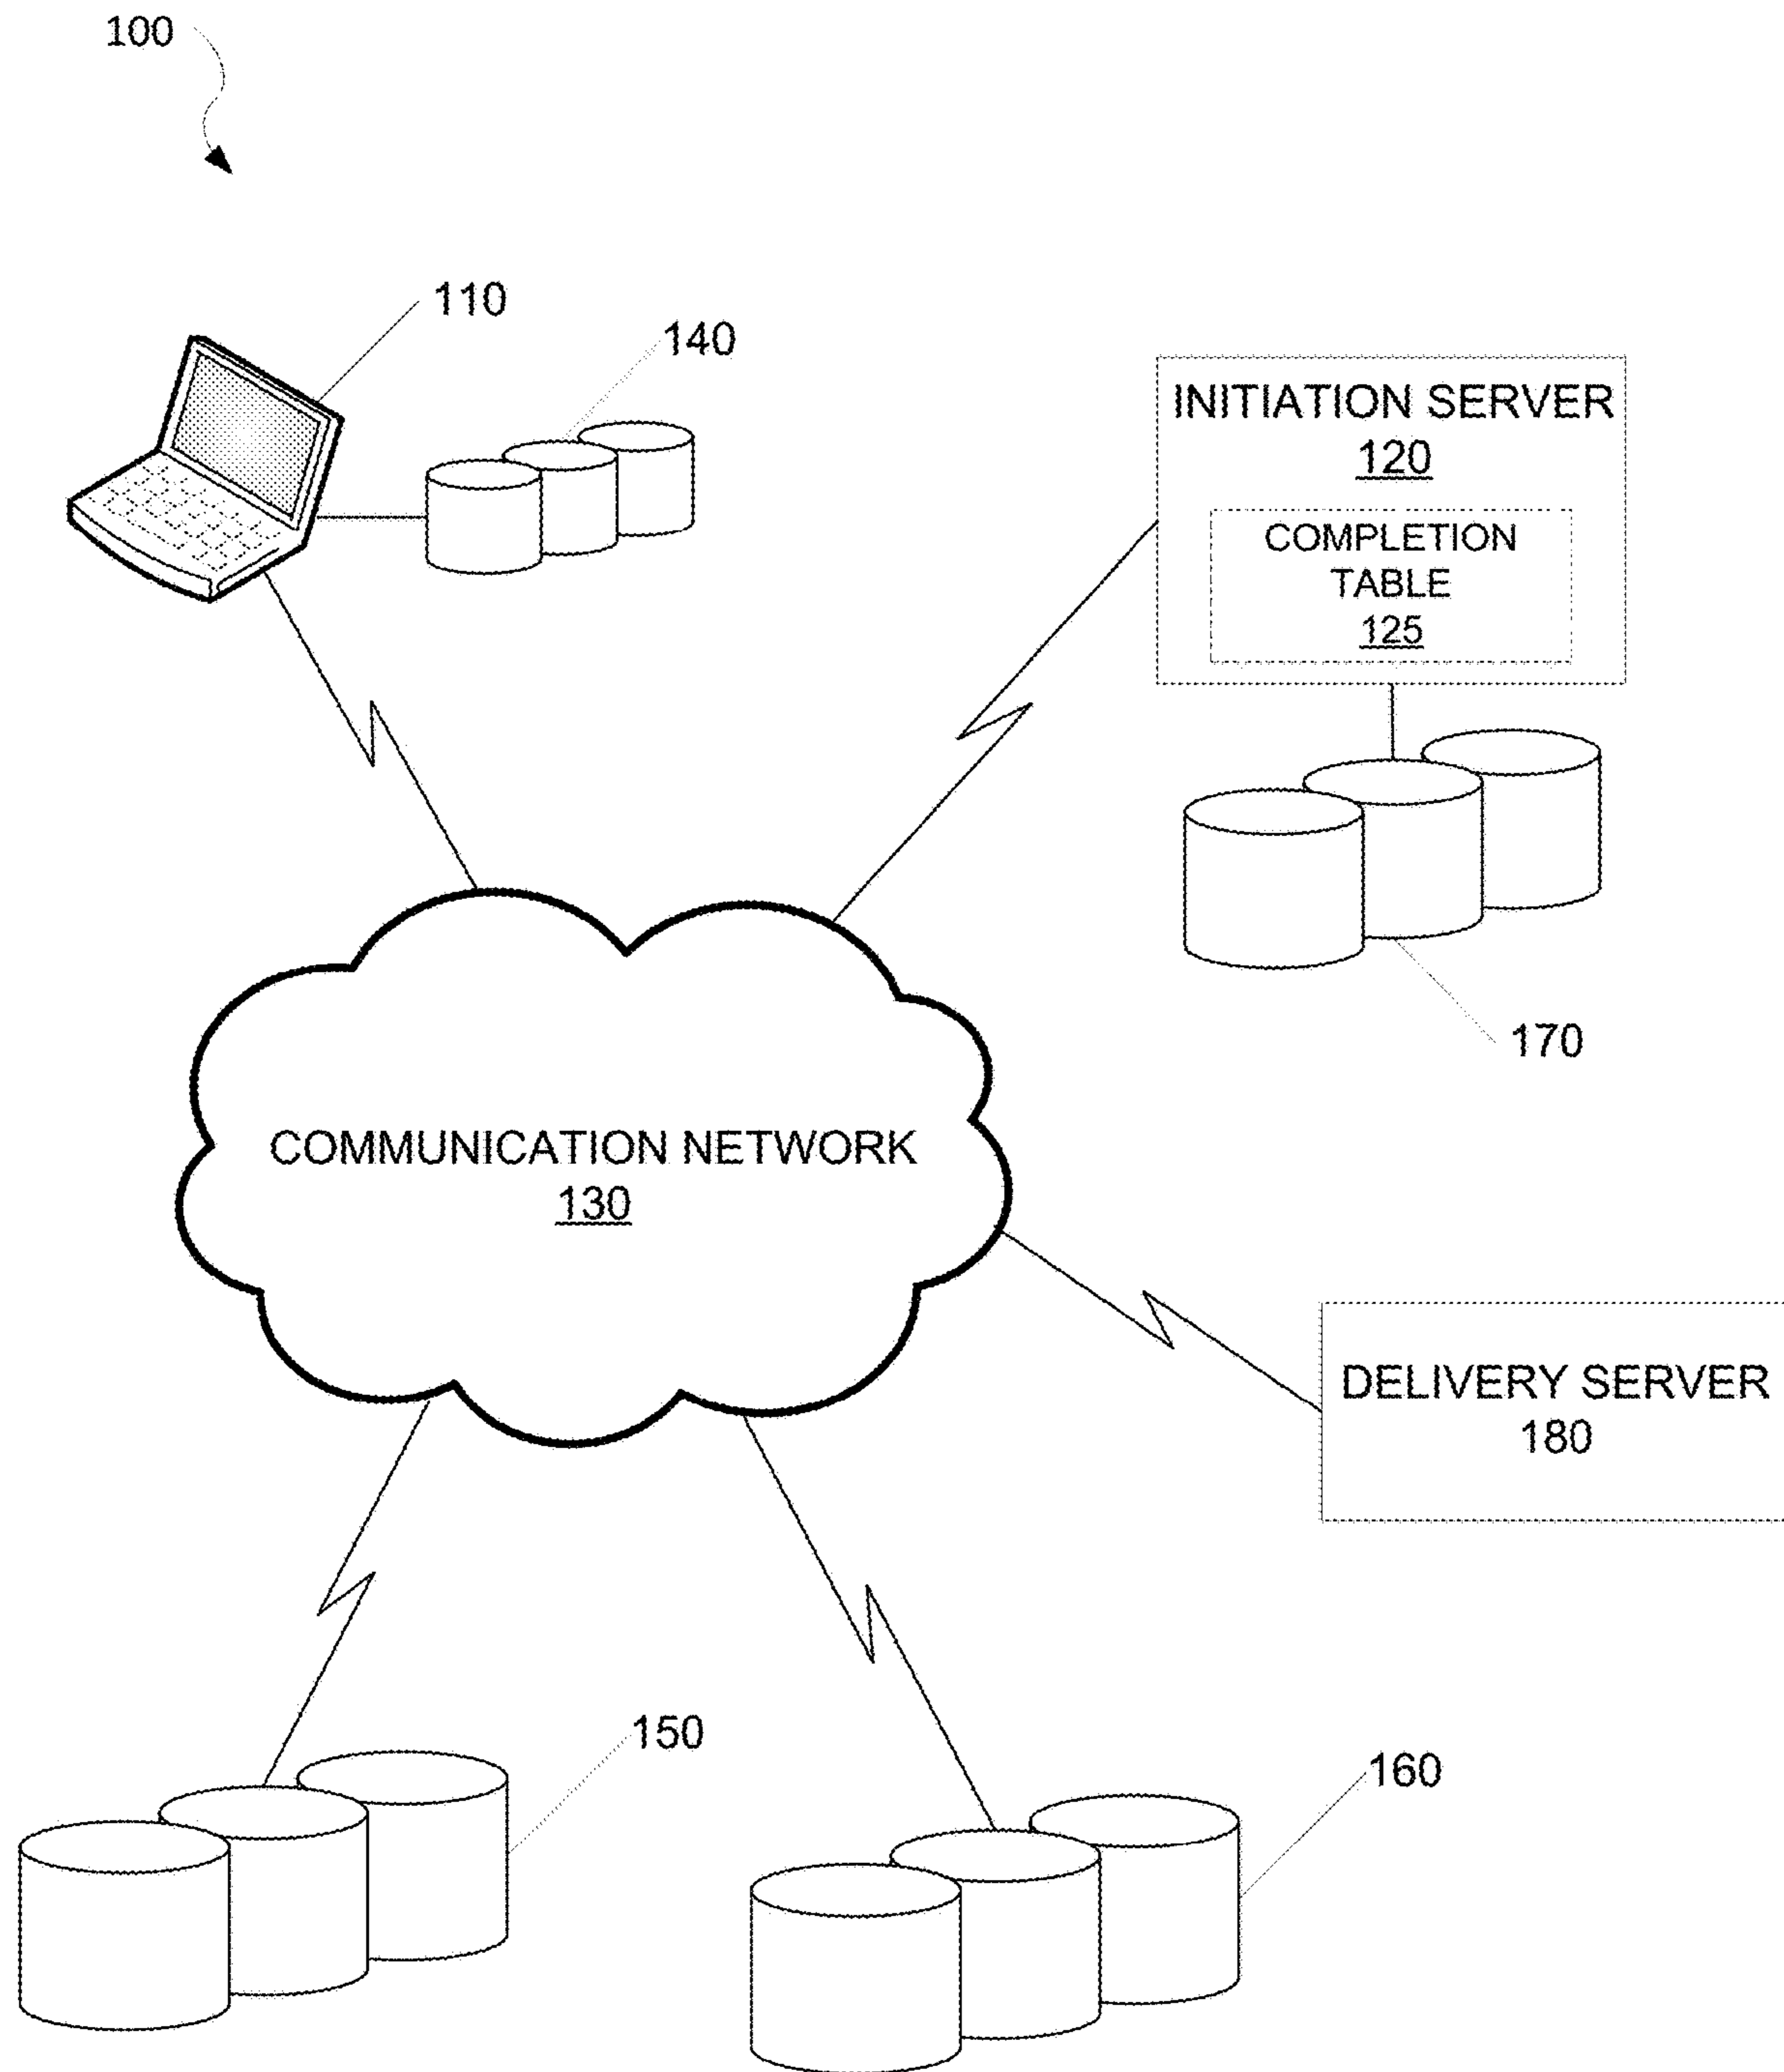 100
110
140
INITIATION SERVER
120
COMPLETION
TABLE
125
170
COMMUNICATION NETWORK
130
DELIVERY SERVER
180
150
160